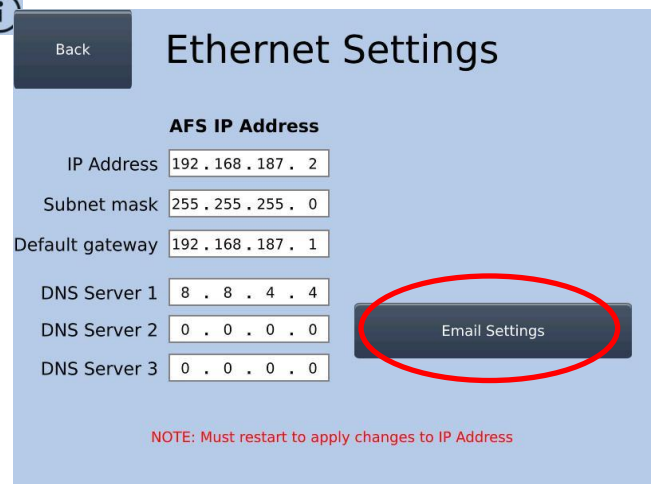 i
Back
Ethernet Settings
AFS IP Address
IP Address 192 . 168 . 187 . 2
Subnet mask 255 . 255 . 255 . 0
Default gateway 192 . 168 . 187 . 1
DNS Server 1 8 . 8 . 4 . 4
DNS Server 2 0 . 0 . 0 . 0
Email Settings
DNS Server 3 0 . 0 . 0 . 0
NOTE: Must restart to apply changes to IP Address